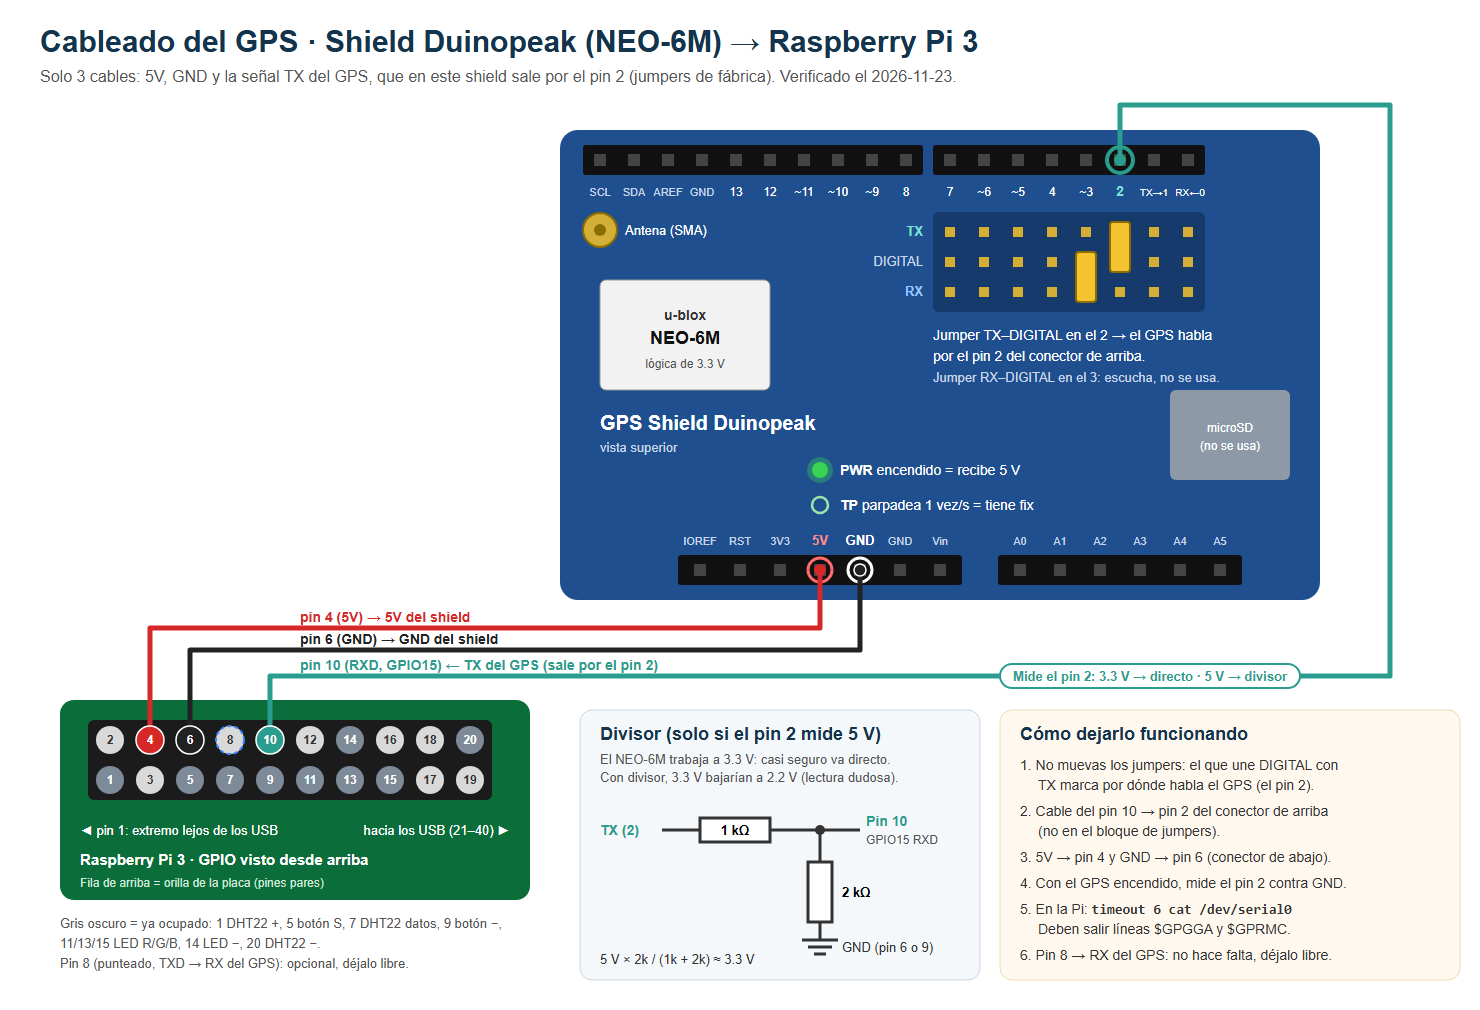 Cableado del GPS · Shield Duinopeak (NEO-6M) → Raspberry Pi 3
Solo 3 cables: 5V, GND y la señal TX del GPS, que en este shield sale por el pin 2 (jumpers de fábrica). Verificado el 2026-11-23.
SCL SDA AREF GND 13 12 ~11 ~10 ~9 8 7 ~6 ~5 4 ~3 2 TX→1 RX←0
Antena (SMA)
TX
DIGITAL
RX
u-blox
NEO-6M
lógica de 3.3 V
Jumper TX–DIGITAL en el 2 → el GPS habla
por el pin 2 del conector de arriba.
Jumper RX–DIGITAL en el 3: escucha, no se usa.
GPS Shield Duinopeak
vista superior
microSD
(no se usa)
PWR encendido = recibe 5 V
TP parpadea 1 vez/s = tiene fix
IOREF RST 3V3 5V GND GND Vin A0 A1 A2 A3 A4 A5
pin 4 (5V) → 5V del shield
pin 6 (GND) → GND del shield
pin 10 (RXD, GPIO15) ← TX del GPS (sale por el pin 2)
Mide el pin 2: 3.3 V → directo · 5 V → divisor
2 4 6 8 10 12 14 16 18 20
1 3 5 7 9 11 13 15 17 19
◄ pin 1: extremo lejos de los USB
hacia los USB (21–40) ►
Raspberry Pi 3 · GPIO visto desde arriba
Fila de arriba = orilla de la placa (pines pares)
Gris oscuro = ya ocupado: 1 DHT22 +, 5 botón S, 7 DHT22 datos, 9 botón −,
11/13/15 LED R/G/B, 14 LED −, 20 DHT22 −.
Pin 8 (punteado, TXD → RX del GPS): opcional, déjalo libre.
Divisor (solo si el pin 2 mide 5 V)
El NEO-6M trabaja a 3.3 V: casi seguro va directo.
Con divisor, 3.3 V bajarían a 2.2 V (lectura dudosa).
TX (2)
1 kΩ
Pin 10
GPIO15 RXD
2 kΩ
GND (pin 6 o 9)
5 V × 2k / (1k + 2k) ≈ 3.3 V
Cómo dejarlo funcionando
1. No muevas los jumpers: el que une DIGITAL con
TX marca por dónde habla el GPS (el pin 2).
2. Cable del pin 10 → pin 2 del conector de arriba
(no en el bloque de jumpers).
3. 5V → pin 4 y GND → pin 6 (conector de abajo).
4. Con el GPS encendido, mide el pin 2 contra GND.
5. En la Pi: timeout 6 cat /dev/serial0
Deben salir líneas $GPGGA y $GPRMC.
6. Pin 8 → RX del GPS: no hace falta, déjalo libre.